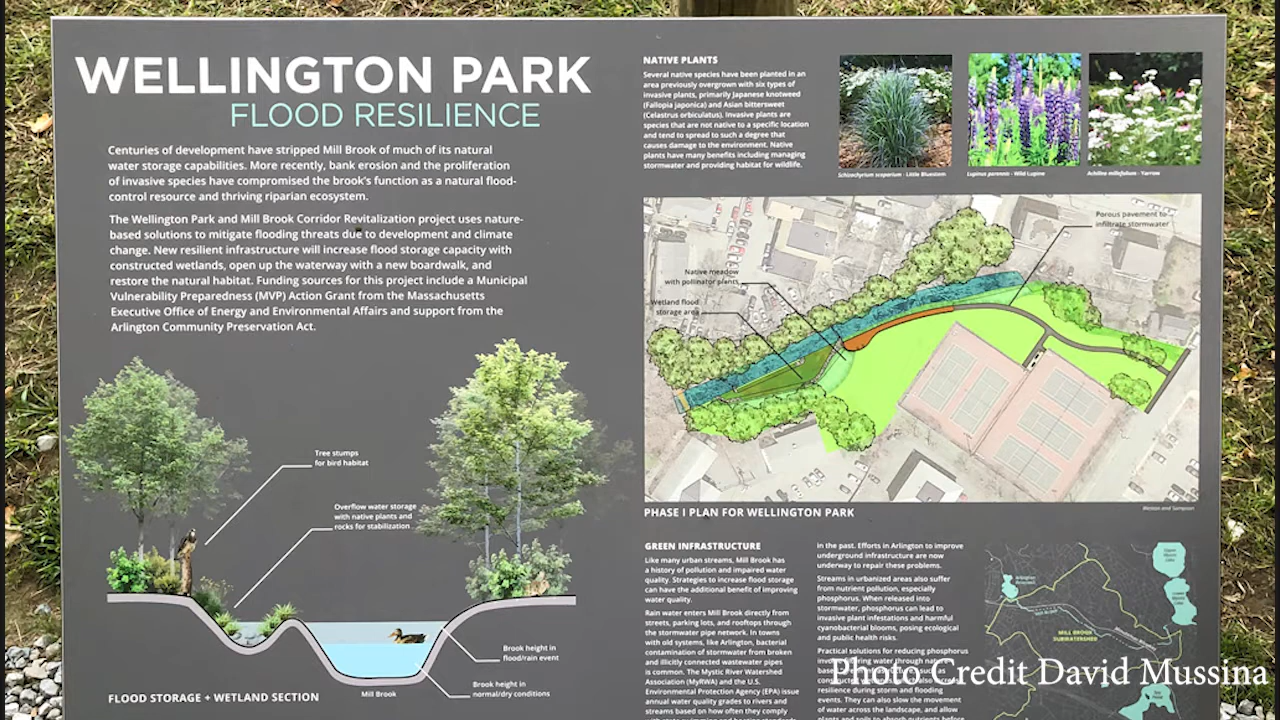 WELLINGTON PARK
FLOOD RESILIENCE
Centuries of development have stripped Mill Brook of much of its natural
water storage capabilities. More recently, bank erosion and the proliferation
of invasive species have compromised the brook's function as a natural flood-
control resource and thriving riparian ecosystem.
The Wellington Park and Mill Brook Corridor Revitalization project uses nature-
based solutions to mitigate flooding threats due to development and climate
change. New resilient infrastructure will increase flood storage capacity with
constructed wetlands, open up the waterway with a new boardwalk, and
restore the natural habitat. Funding sources for this project include a Municipal
Vulnerability Preparedness (MVP) Action Grant from the Massachusetts
Executive Office of Energy and Environmental Affairs and support from the
Arlington Community Preservation Act.
Tree stumps
for bird habitat
Overflow water storage
with native plants and
rocks for stabilization
Brook height in
flood/rain event
Brook height in
normal/dry conditions
Mill Brook
FLOOD STORAGE + WETLAND SECTION
NATIVE PLANTS
Several native species have been planted in an
area previously overgrown with six types of
invasive plants, primarily Japanese knotweed
(Fallopia japonica) and Asian bittersweet
(Celastrus orbiculatus). Invasive plants are
species that are not native to a specific location
and tend to spread to such a degree that
causes damage to the environment. Native
plants have many benefits including managing
stormwater and providing habitat for wildlife.
Schizachyrium scoparium - Little Bluestem
Lupinus perennis - Wild Lupine
Achillea millefolium - Yarrow
Porous pavement to
infiltrate stormwater
Native meadow
with pollinator plants
Wetland flood
storage area
PHASE I PLAN FOR WELLINGTON PARK
Weston and Sampson
GREEN INFRASTRUCTURE
Like many urban streams, Mill Brook has
a history of pollution and impaired water
quality. Strategies to increase flood storage
can have the additional benefit of improving
water quality.
Rain water enters Mill Brook directly from
streets, parking lots, and rooftops through
the stormwater pipe network. In towns
with old systems, like Arlington, bacterial
contamination of stormwater from broken
and illicitly connected wastewater pipes
is common. The Mystic River Watershed
Association (MyRWA) and the U.S.
Environmental Protection Agency (EPA) issue
annual water quality grades to rivers and
streams based on how often they comply
in the past. Efforts in Arlington to improve
underground infrastructure are now
underway to repair these problems.
Streams in urbanized areas also suffer
from nutrient pollution, especially
phosphorus. When released into
stormwater, phosphorus can lead to
invasive plant infestations and harmful
cyanobacterial blooms, posing ecological
and public health risks.
Practical solutions for reducing phosphorus
resilience during storm and flooding
events. They can also slow the movement
of water across the landscape, and allow
MILL BROOK
SUBWATERSHED
Photo Credit David Mussina